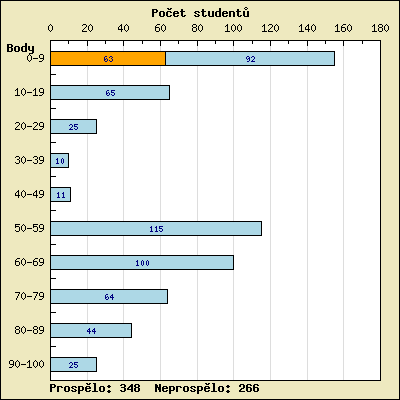 Počet studentů
0 20 40 60 80 100 120 140 160 180
Body
0-9 63 92
10-19 65
20-29 25
30-39 10
40-49 11
50-59 115
60-69 100
70-79 64
80-89 44
90-100 25
Prospělo: 348 Neprospělo: 266